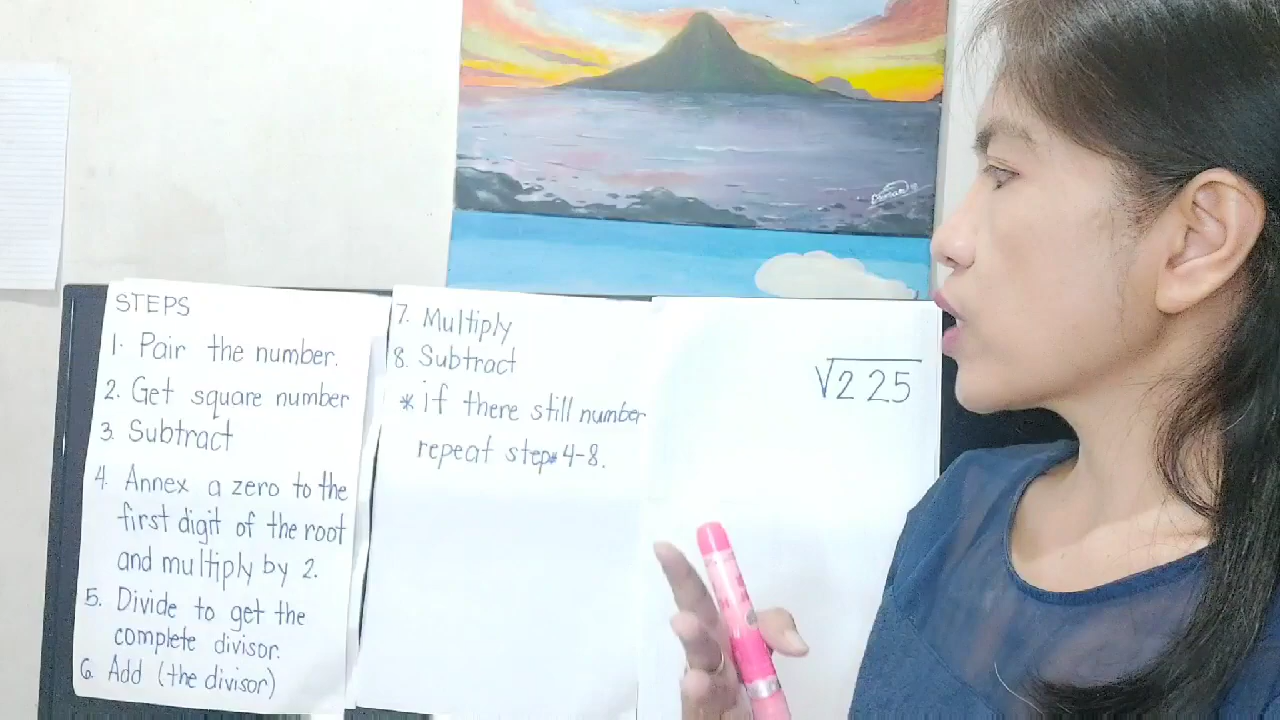 STEPS
1. Pair the number.
2. Get square number
3. Subtract
4. Annex a zero to the
first digit of the root
and multiply by 2.
5. Divide to get the
complete divisor.
6. Add (the divisor)
7. Multiply
8. Subtract
* if there still number
repeat step 4-8.
√2 25